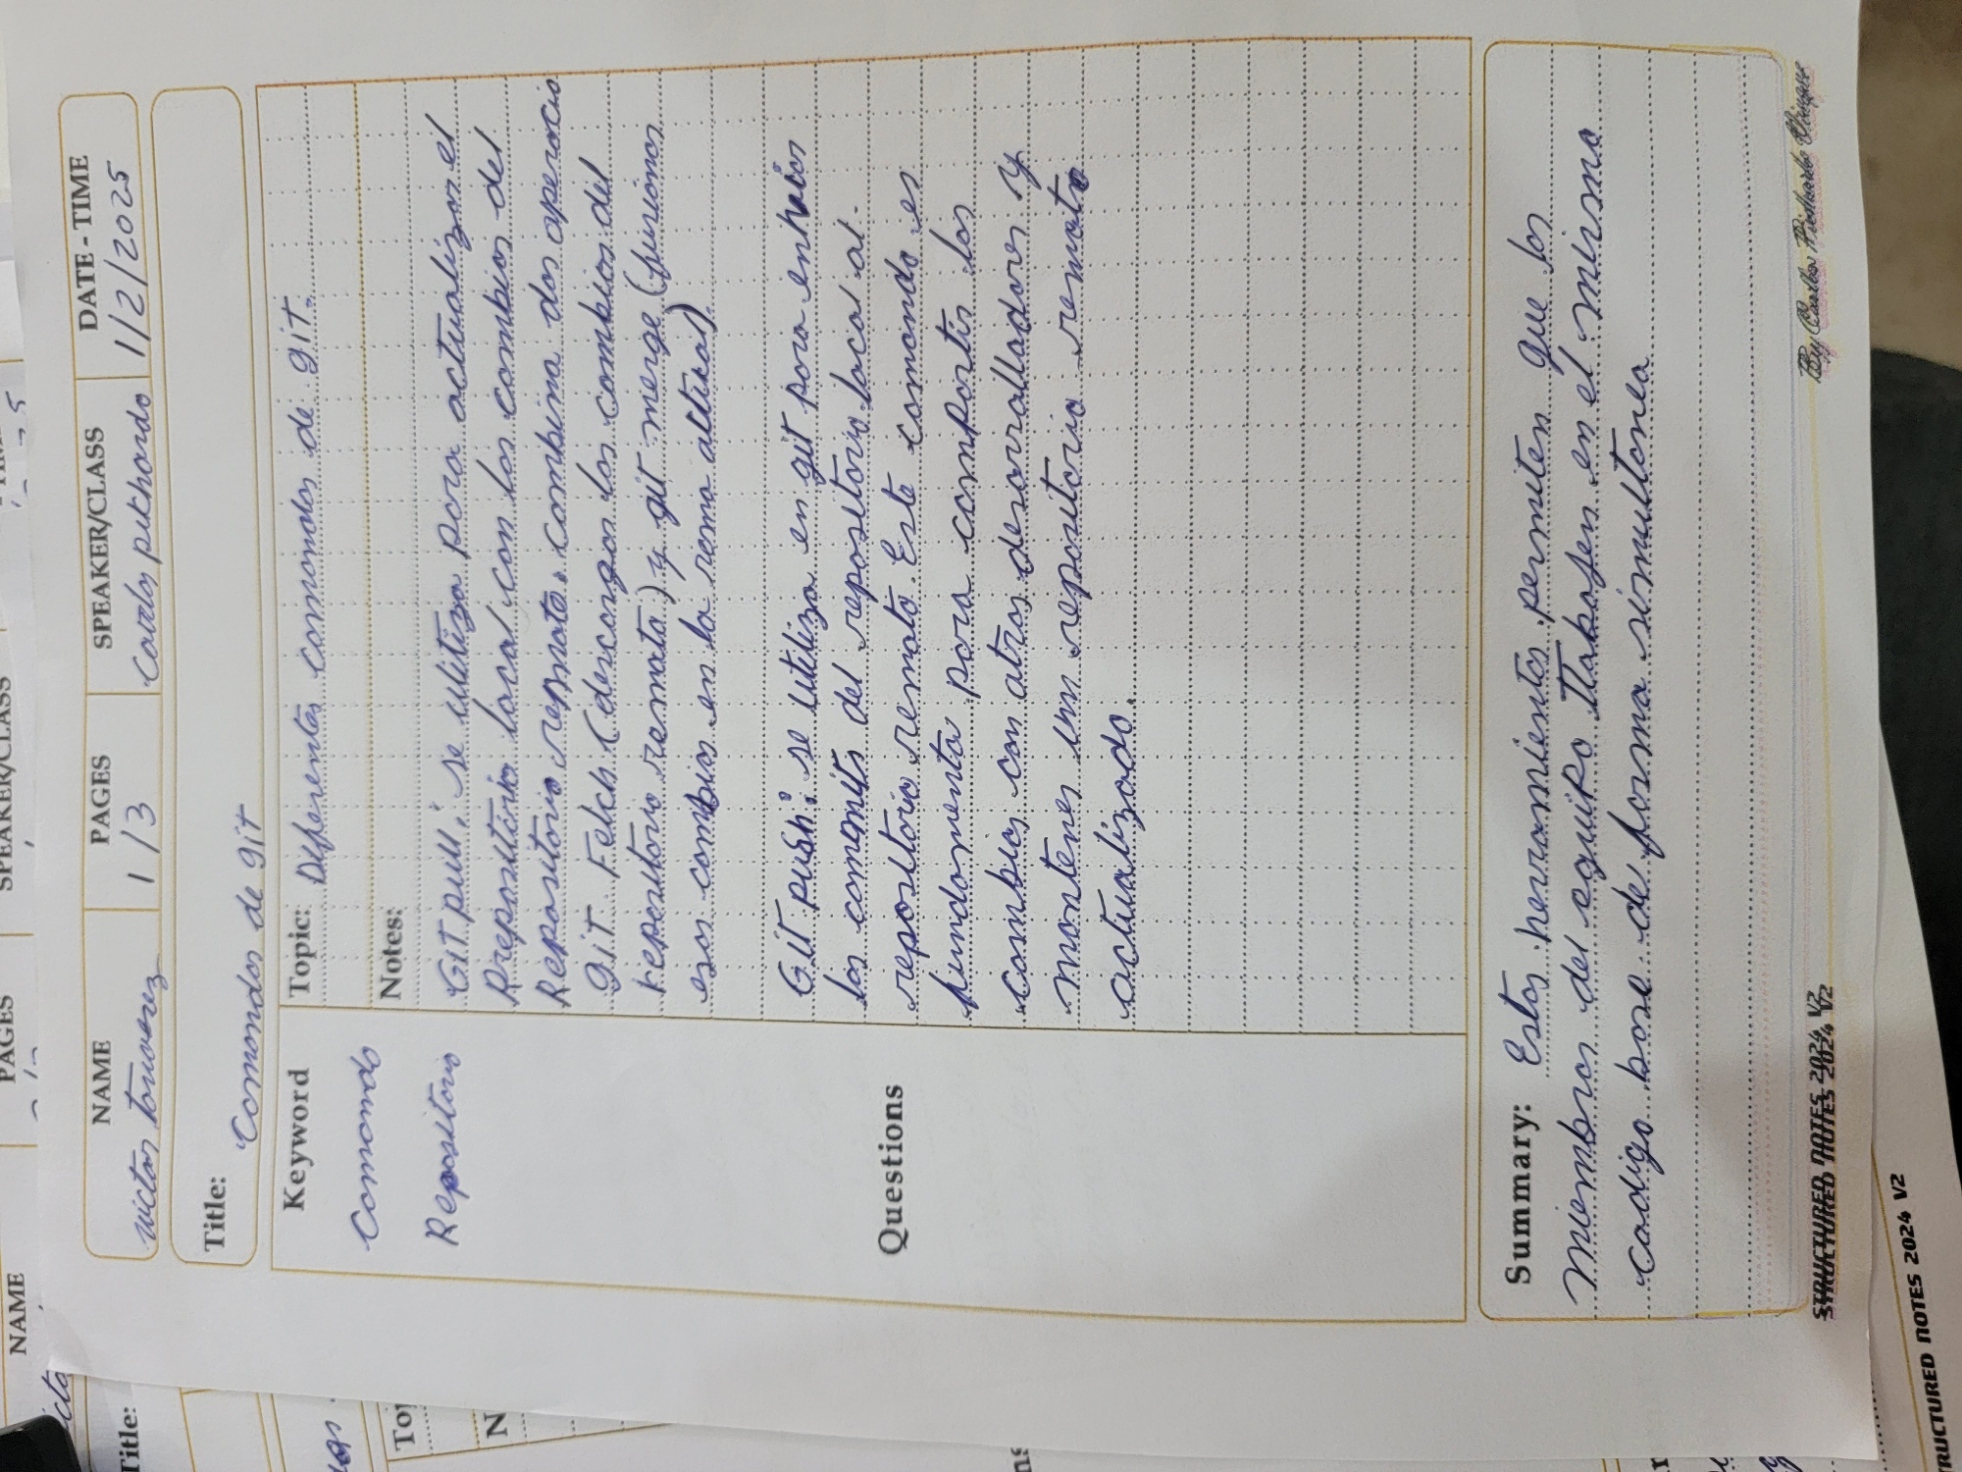 NAME PAGES SPEAKER/CLASS
Title:
NAME PAGES SPEAKER/CLASS DATE - TIME
victor 1/3 Carlos pikhardo 1/2/2025
Title:
Comondos de git
Keyword
Topic: Diferentes comondos de git.
Comondo
Notes:
Repositorio
Git pull: se utiliza para actualizar el
Rrepositorio local con los cambios del
Repositorio remoto. combina dos operacio
git Fetch (descargar los cambios del
repositorio remoto) y git merge (fusionar
esos cambios en la rama
Git push: se utiliza en git para enviar
los commits del repositorio local al
repositorio remoto. Este comando es
fundamenta para compartir los
cambios con otros desarrolladores y
mantener un repositorio remoto
actualizado.
Questions
Summary: Estas herramientas permiten que los
miembros del equipo Trabajen en el mismo
codigo base de forma simultanea
STRUCTURED NOTES 2024 V2
By Carlos Pichardo
STRUCTURED NOTES 2024 V2